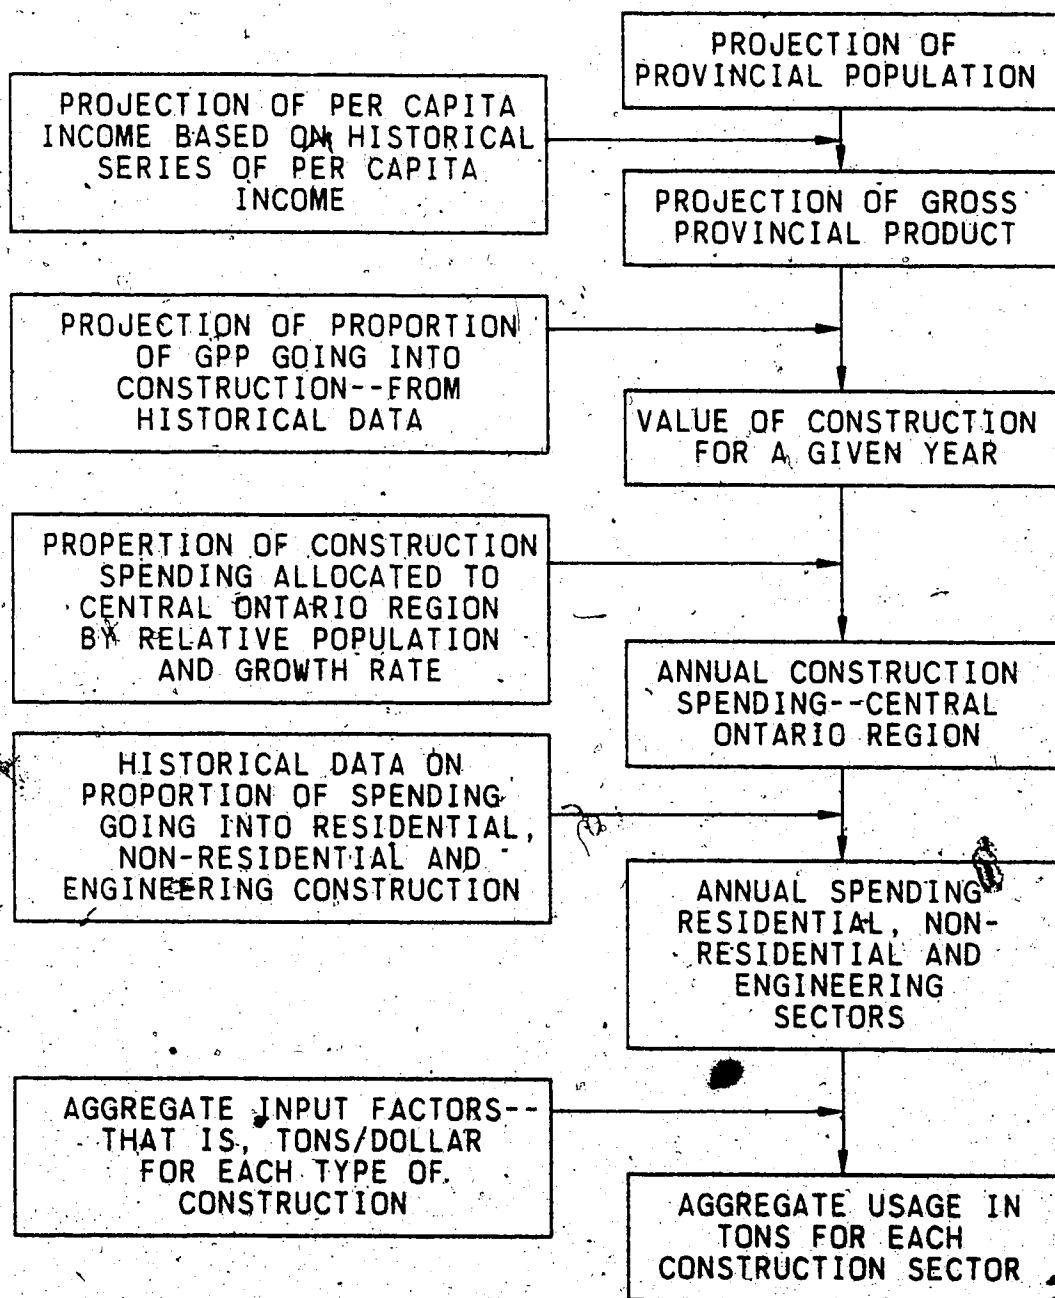 PROJECTION OF
PROVINCIAL POPULATION
PROJECTION OF PER CAPITA
INCOME BASED ON HISTORICAL
SERIES OF PER CAPITA
INCOME
PROJECTION OF GROSS
PROVINCIAL PRODUCT
PROJECTION OF PROPORTION
OF GPP GOING INTO
CONSTRUCTION--FROM
HISTORICAL DATA
VALUE OF CONSTRUCTION
FOR A GIVEN YEAR
PROPERTION OF CONSTRUCTION
SPENDING ALLOCATED TO
CENTRAL ONTARIO REGION
BY RELATIVE POPULATION
AND GROWTH RATE
ANNUAL CONSTRUCTION
SPENDING--CENTRAL
ONTARIO REGION
HISTORICAL DATA ON
PROPORTION OF SPENDING
GOING INTO RESIDENTIAL,
NON-RESIDENTIAL AND
ENGINEERING CONSTRUCTION
ANNUAL SPENDING
RESIDENTIAL, NON-
RESIDENTIAL AND
ENGINEERING
SECTORS
AGGREGATE INPUT FACTORS--
THAT IS, TONS/DOLLAR
FOR EACH TYPE OF
CONSTRUCTION
AGGREGATE USAGE IN
TONS FOR EACH
CONSTRUCTION SECTOR